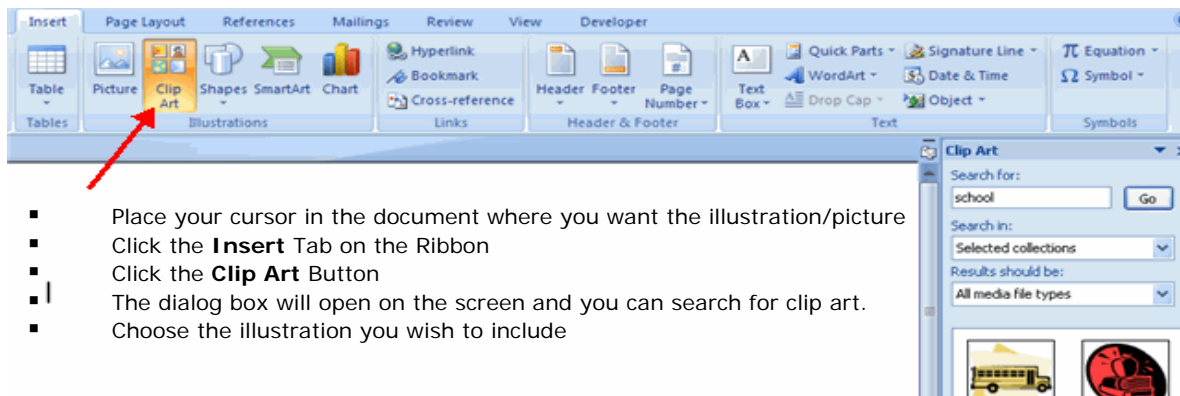 Insert Page Layout References Mailings Review View Developer
Hyperlink Quick Parts Signature Line Equation
Bookmark WordArt Date & Time Symbol
Table Picture Clip Art Shapes SmartArt Chart Cross-reference Header Footer Page Number Text Box Drop Cap Object
Tables Illustrations Links Header & Footer Text Symbols
Clip Art
Search for:
school Go
Search in:
Selected collections
Results should be:
All media file types
Place your cursor in the document where you want the illustration/picture
Click the Insert Tab on the Ribbon
Click the Clip Art Button
The dialog box will open on the screen and you can search for clip art.
Choose the illustration you wish to include